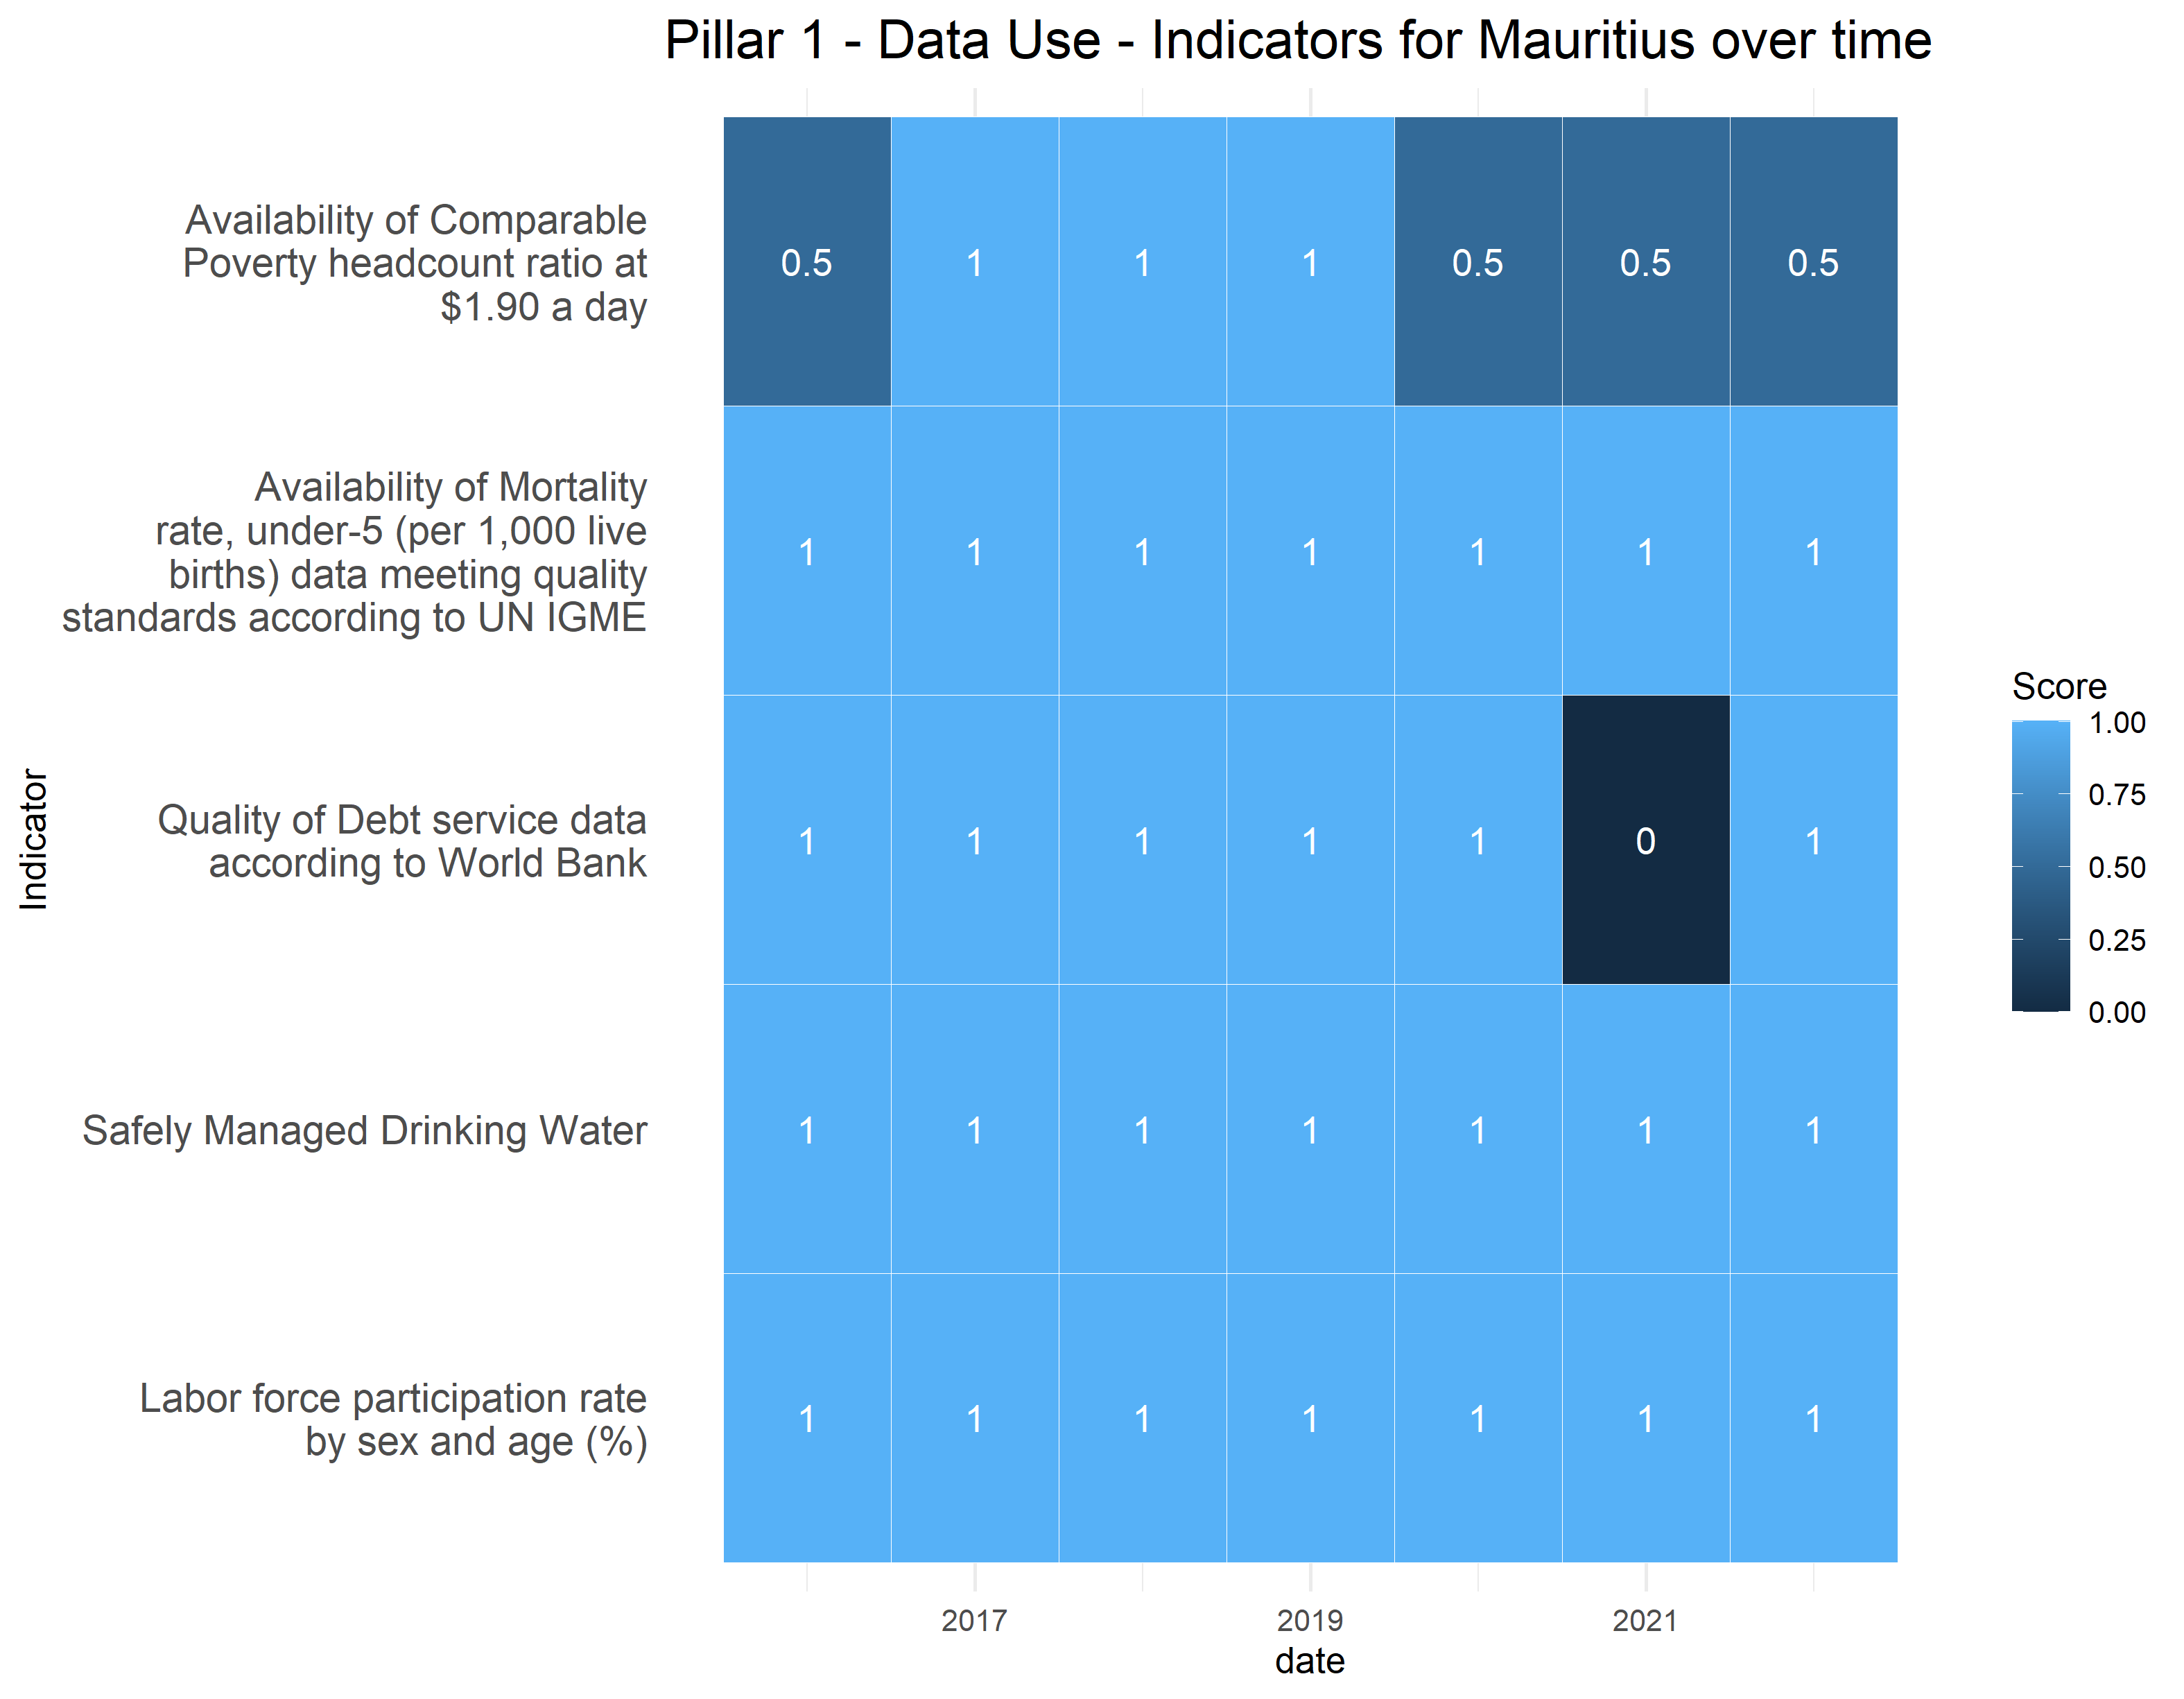 Pillar 1 - Data Use - Indicators for Mauritius over time
Indicator
Availability of Comparable
Poverty headcount ratio at
$1.90 a day
0.5 1 1 1 0.5 0.5 0.5
Availability of Mortality
rate, under-5 (per 1,000 live
births) data meeting quality
standards according to UN IGME
1 1 1 1 1 1 1
Quality of Debt service data
according to World Bank
1 1 1 1 1 0 1
Safely Managed Drinking Water
1 1 1 1 1 1 1
Labor force participation rate
by sex and age (%)
1 1 1 1 1 1 1
2017 2019 2021
date
Score
1.00
0.75
0.50
0.25
0.00